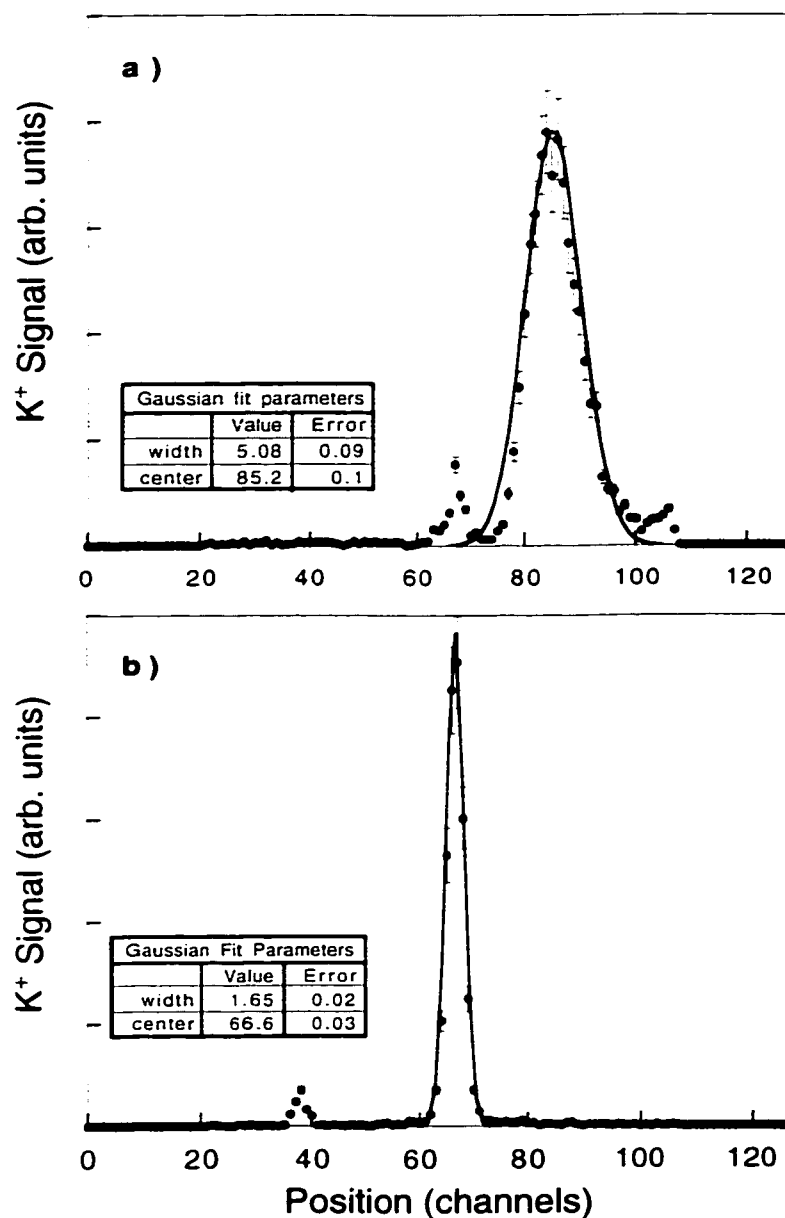 a )
K+ Signal (arb. units)
Gaussian fit parameters
Value Error
width 5.08 0.09
center 85.2 0.1
0 20 40 60 80 100 120
b )
K+ Signal (arb. units)
Gaussian Fit Parameters
Value Error
width 1.65 0.02
center 66.6 0.03
0 20 40 60 80 100 120
Position (channels)